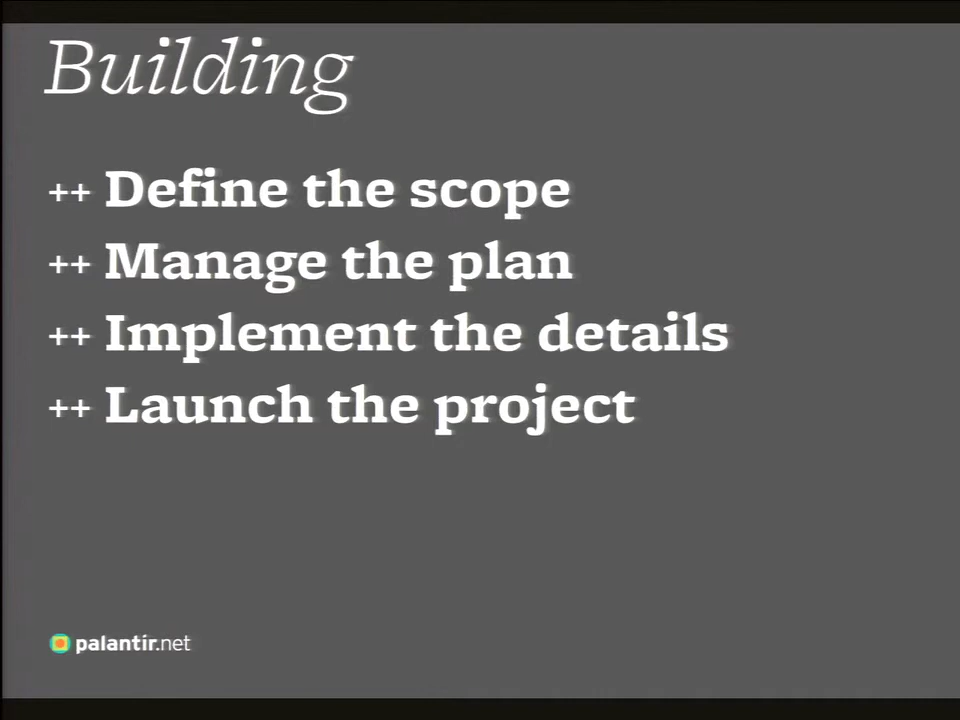 Building
++ Define the scope
++ Manage the plan
++ Implement the details
++ Launch the project
palantir.net